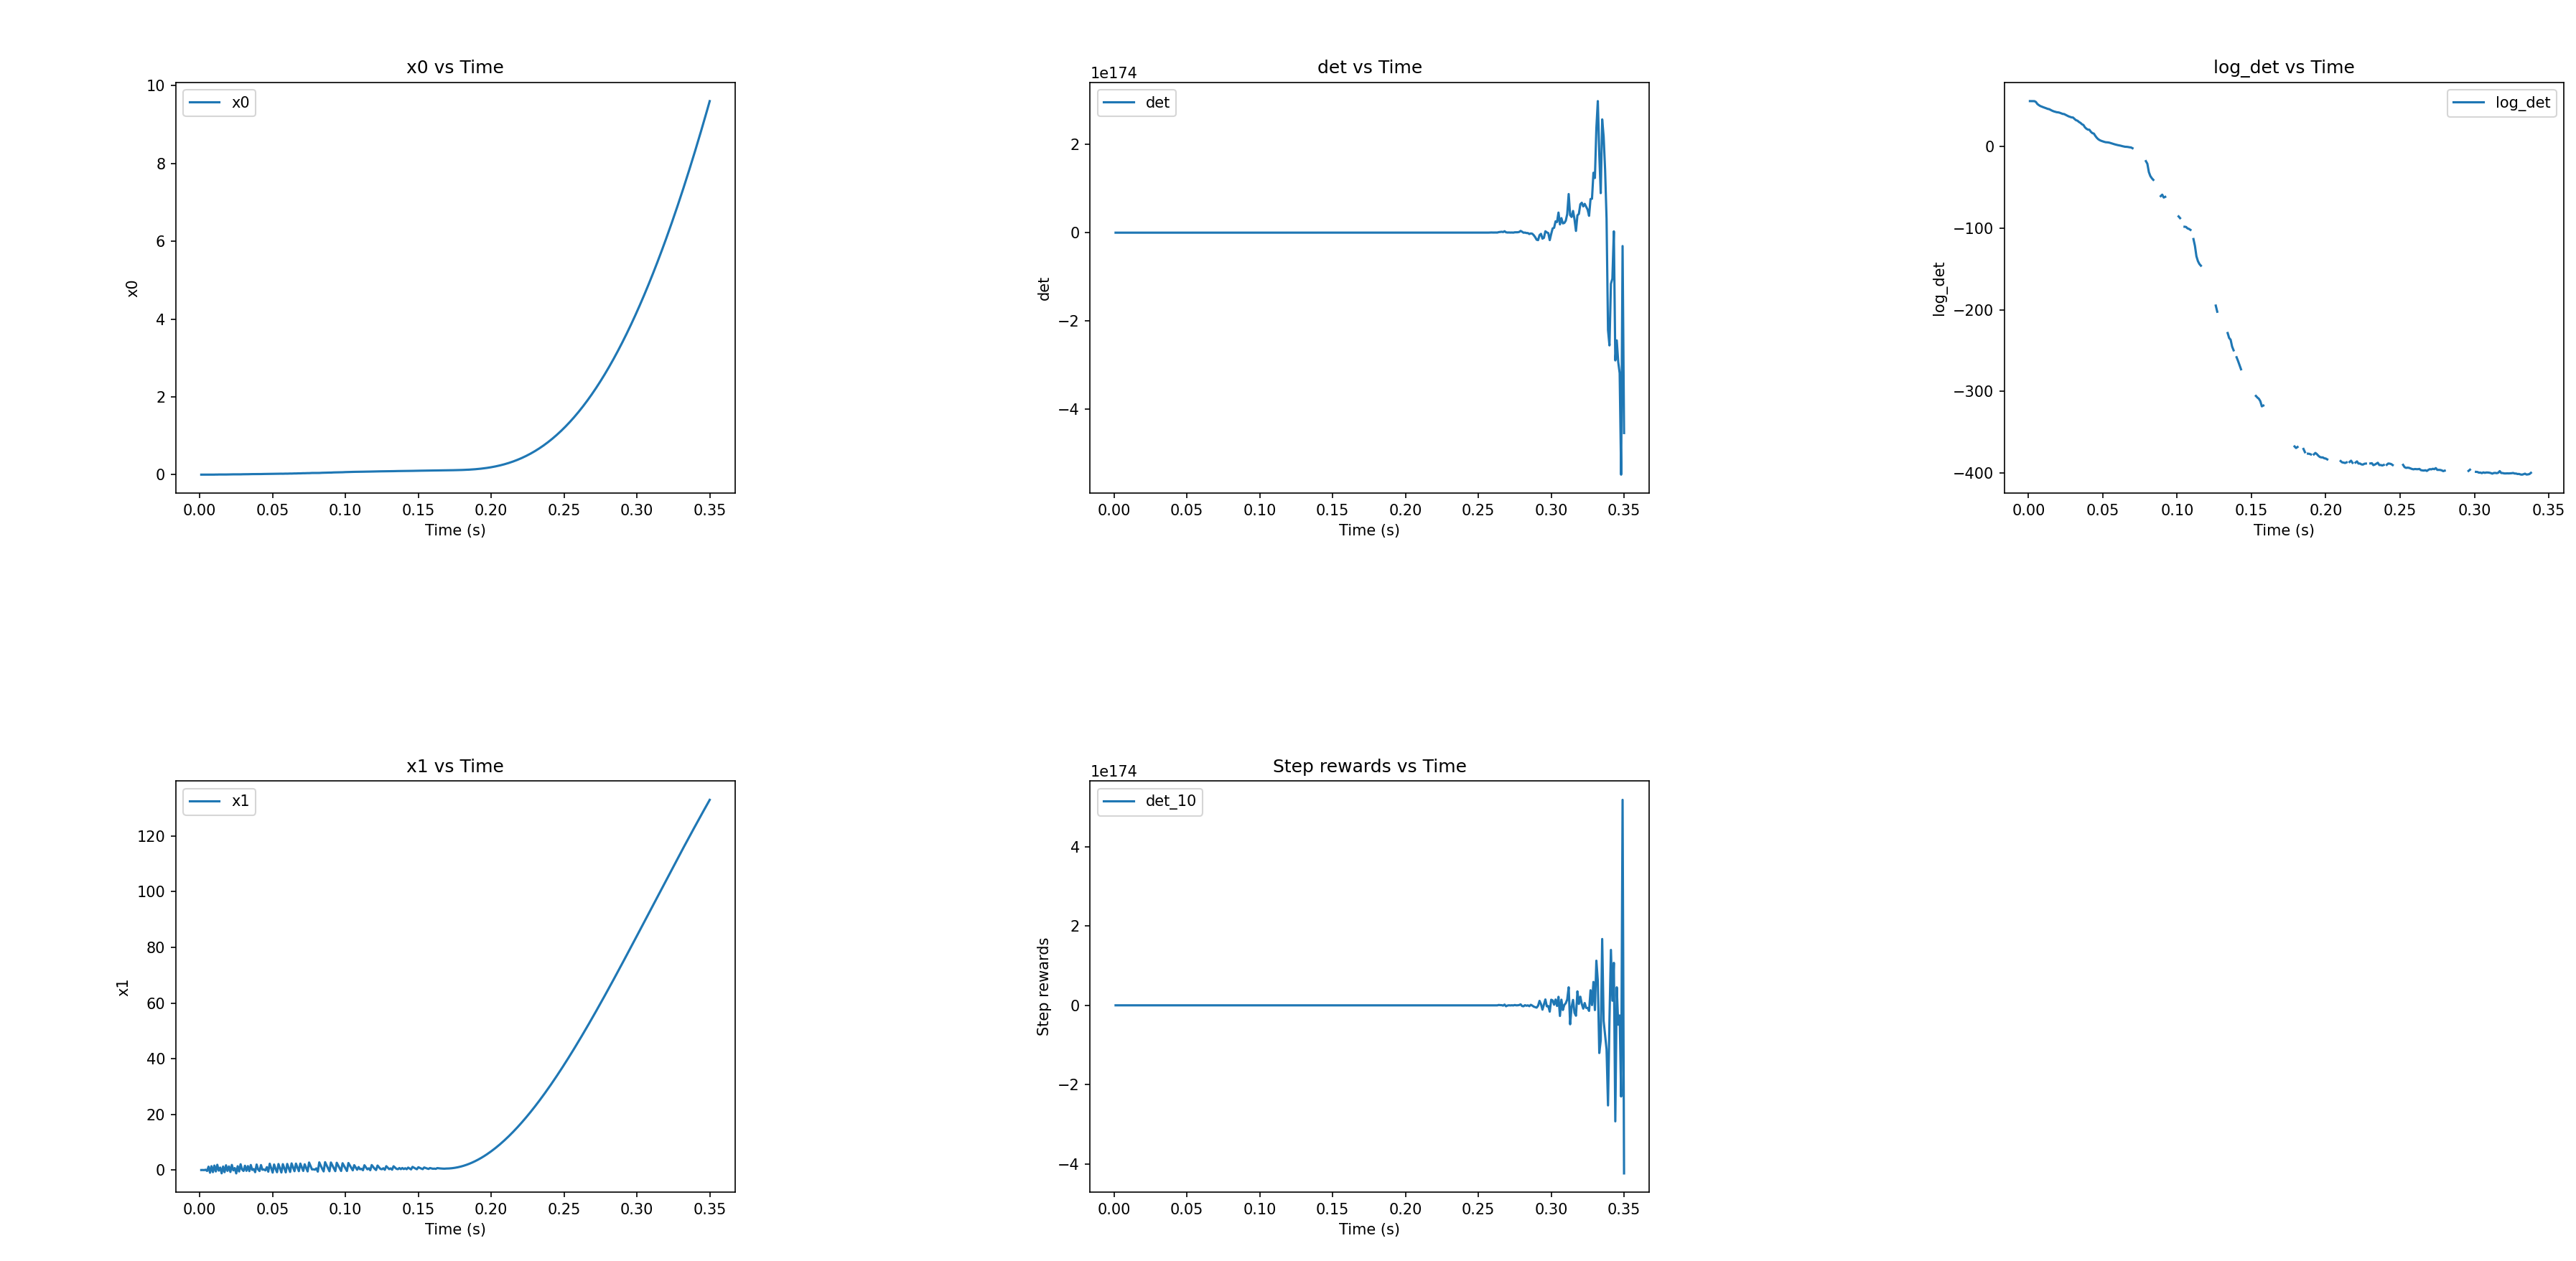 x0 vs Time
10
8
6
4
2
0
x0
x0
0.00 0.05 0.10 0.15 0.20 0.25 0.30 0.35
Time (s)
det vs Time
1e174
2
0
−2
−4
det
det
0.00 0.05 0.10 0.15 0.20 0.25 0.30 0.35
Time (s)
log_det vs Time
0
−100
−200
−300
−400
log_det
log_det
0.00 0.05 0.10 0.15 0.20 0.25 0.30 0.35
Time (s)
x1 vs Time
120
100
80
60
40
20
0
x1
x1
0.00 0.05 0.10 0.15 0.20 0.25 0.30 0.35
Time (s)
Step rewards vs Time
1e174
4
2
0
−2
−4
Step rewards
det_10
0.00 0.05 0.10 0.15 0.20 0.25 0.30 0.35
Time (s)